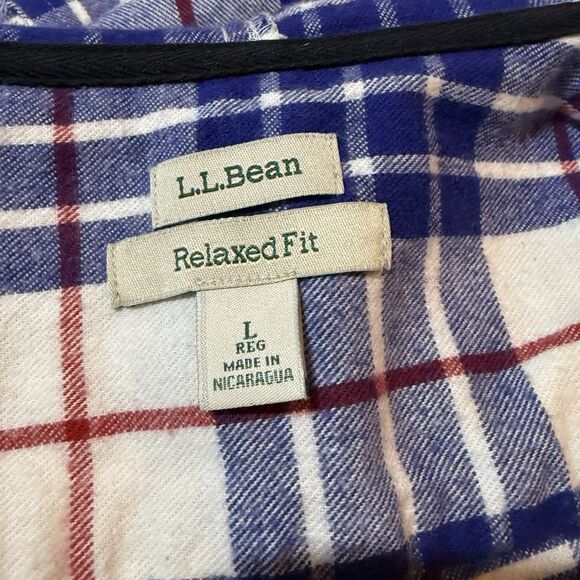 L.L.Bean
Relaxed Fit
L
REG
MADE IN
NICARAGUA